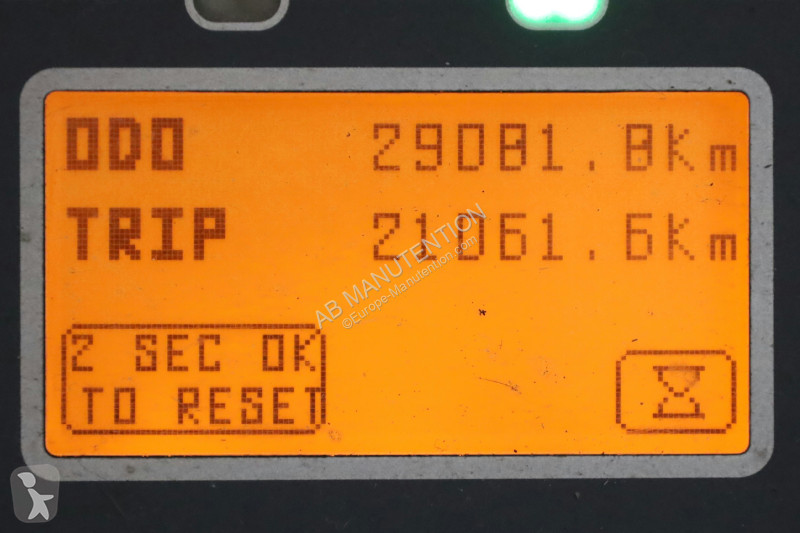 ODO 29081.8Km
TRIP 21061.6Km
AB MANUTENTION
©Europe-Manutention.com
2 SEC OK
TO RESET